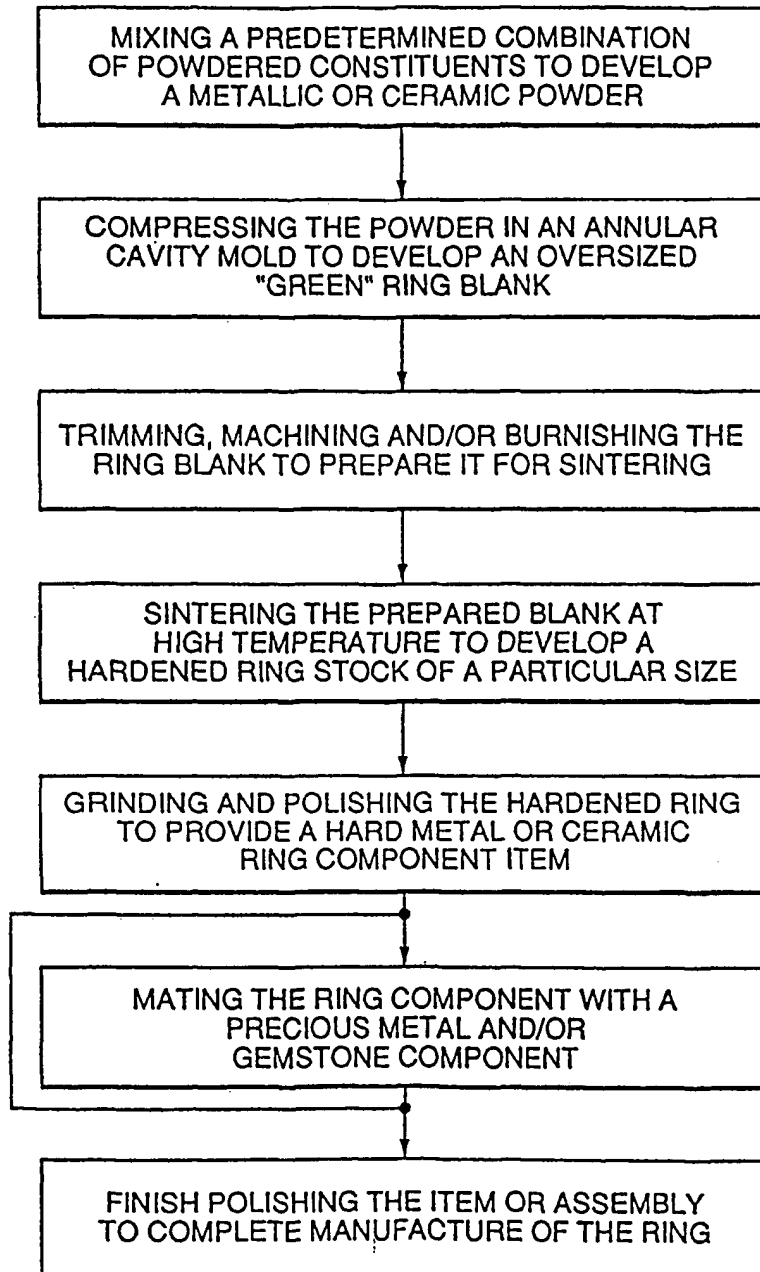 MIXING A PREDETERMINED COMBINATION
OF POWDERED CONSTITUENTS TO DEVELOP
A METALLIC OR CERAMIC POWDER
COMPRESSING THE POWDER IN AN ANNULAR
CAVITY MOLD TO DEVELOP AN OVERSIZED
"GREEN" RING BLANK
TRIMMING, MACHINING AND/OR BURNISHING THE
RING BLANK TO PREPARE IT FOR SINTERING
SINTERING THE PREPARED BLANK AT
HIGH TEMPERATURE TO DEVELOP A
HARDENED RING STOCK OF A PARTICULAR SIZE
GRINDING AND POLISHING THE HARDENED RING
TO PROVIDE A HARD METAL OR CERAMIC
RING COMPONENT ITEM
MATING THE RING COMPONENT WITH A
PRECIOUS METAL AND/OR
GEMSTONE COMPONENT
FINISH POLISHING THE ITEM OR ASSEMBLY
TO COMPLETE MANUFACTURE OF THE RING